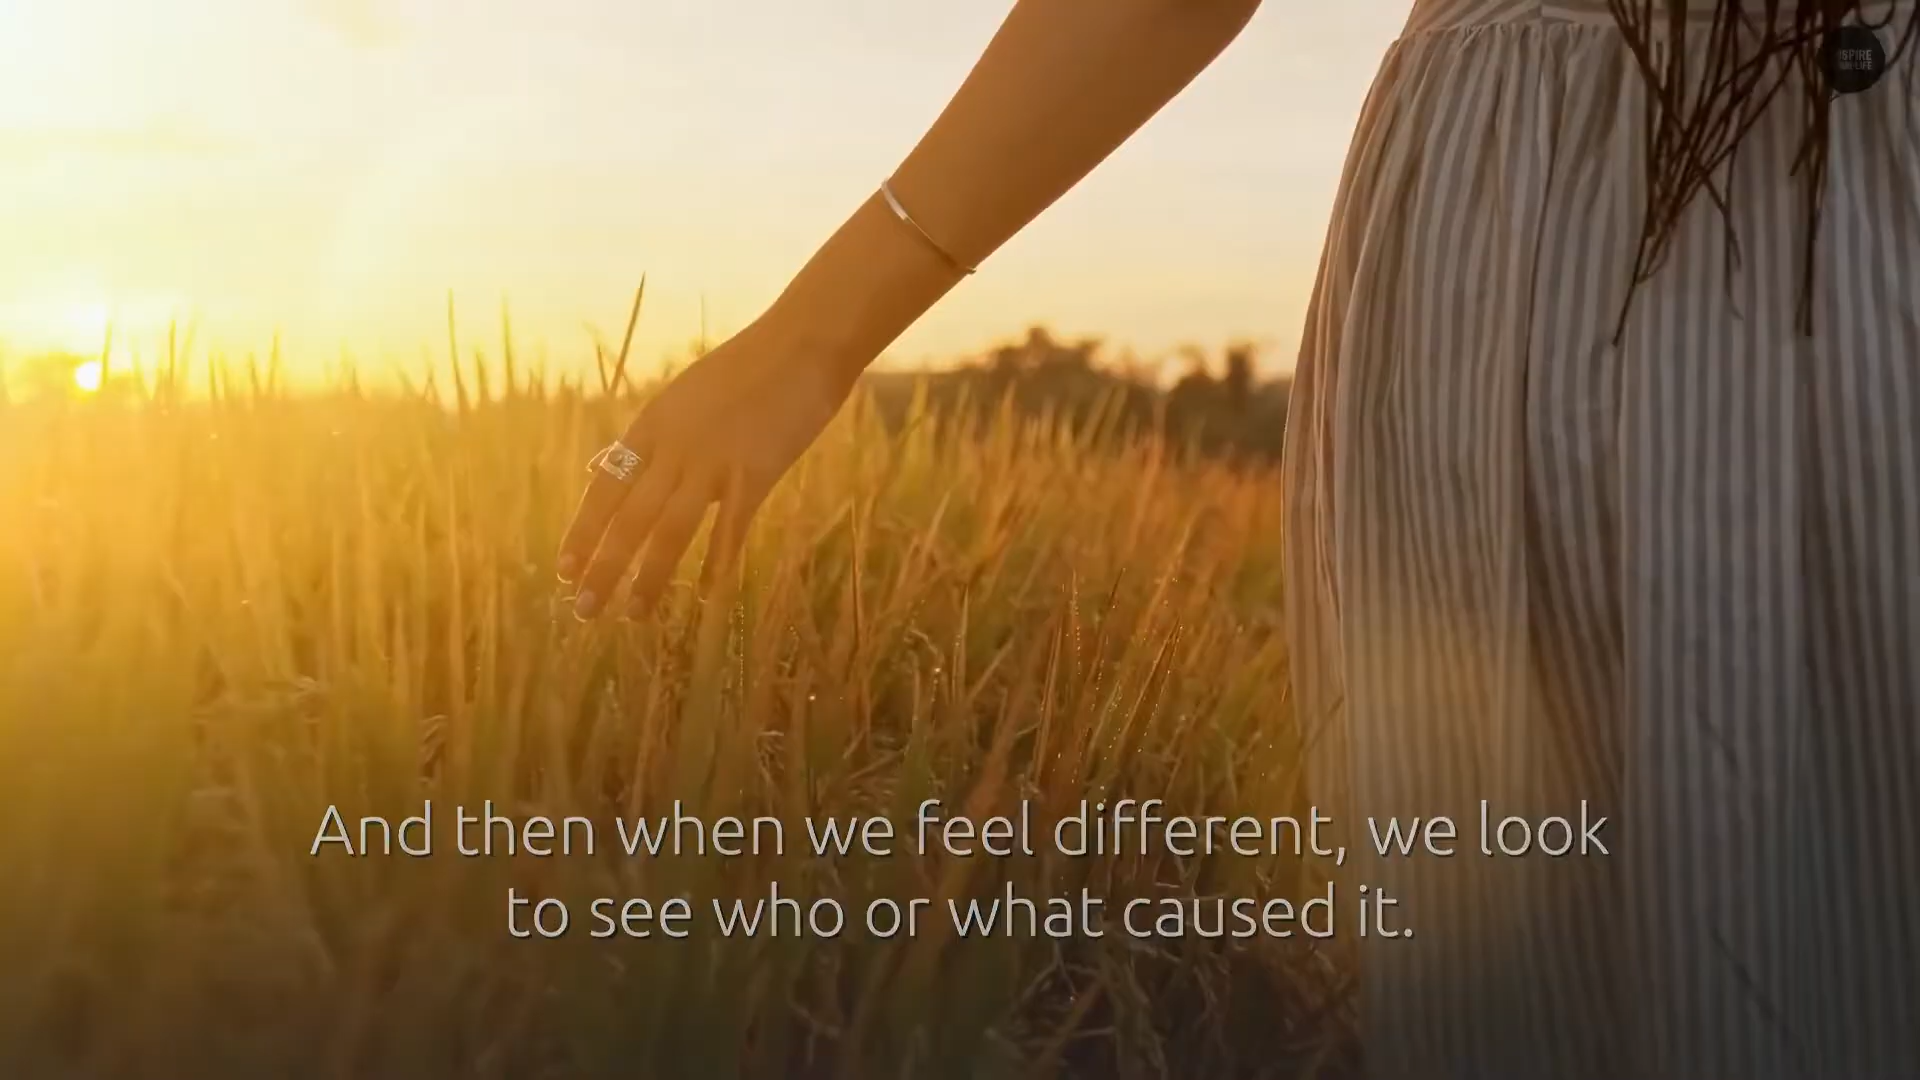 And then when we feel different, we look
to see who or what caused it.